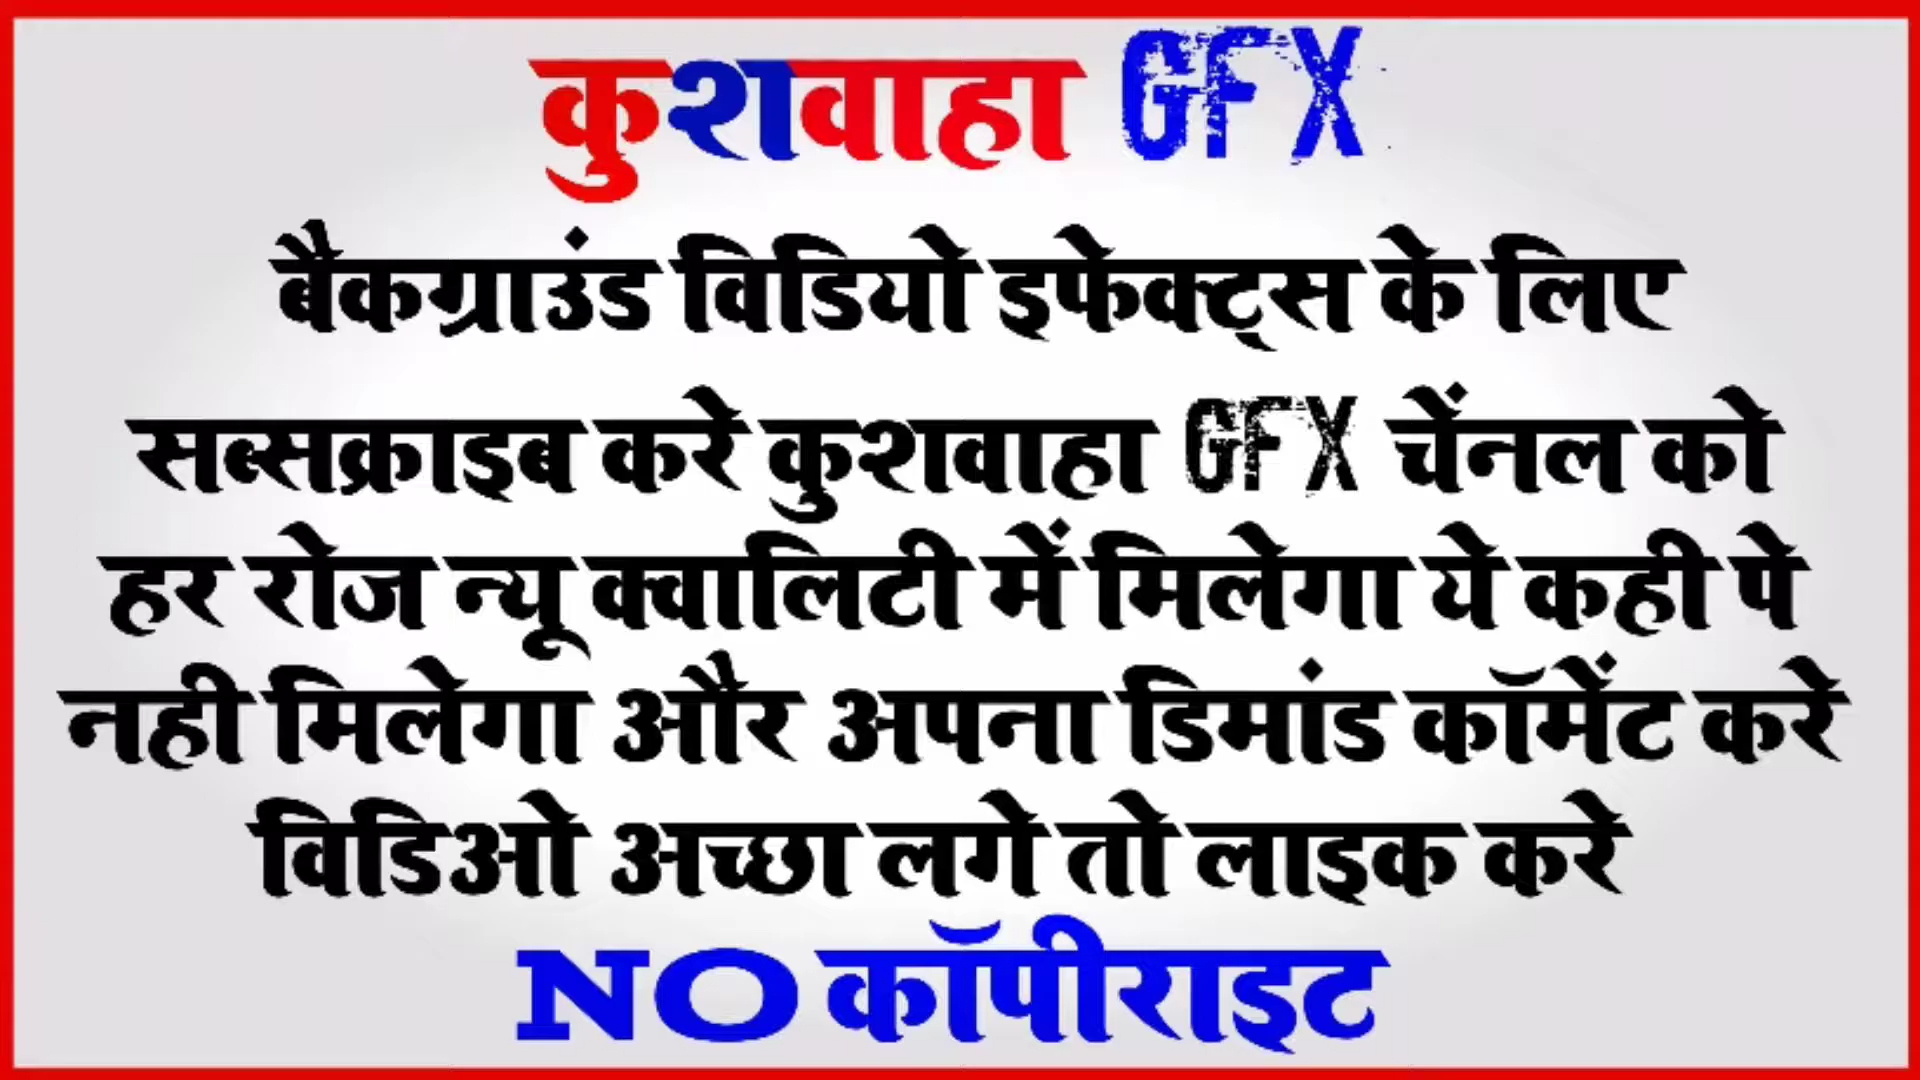 कुशवाहा GFX
बैकग्राउंड विडियो इफेक्ट्स के लिए
सब्सक्राइब करे कुशवाहा GFX चेंनल को
हर रोज न्यू क्वालिटी में मिलेगा ये कही पे
नही मिलेगा और अपना डिमांड कॉमेंट करे
विडिओ अच्छा लगे तो लाइक करे
NO कॉपीराइट